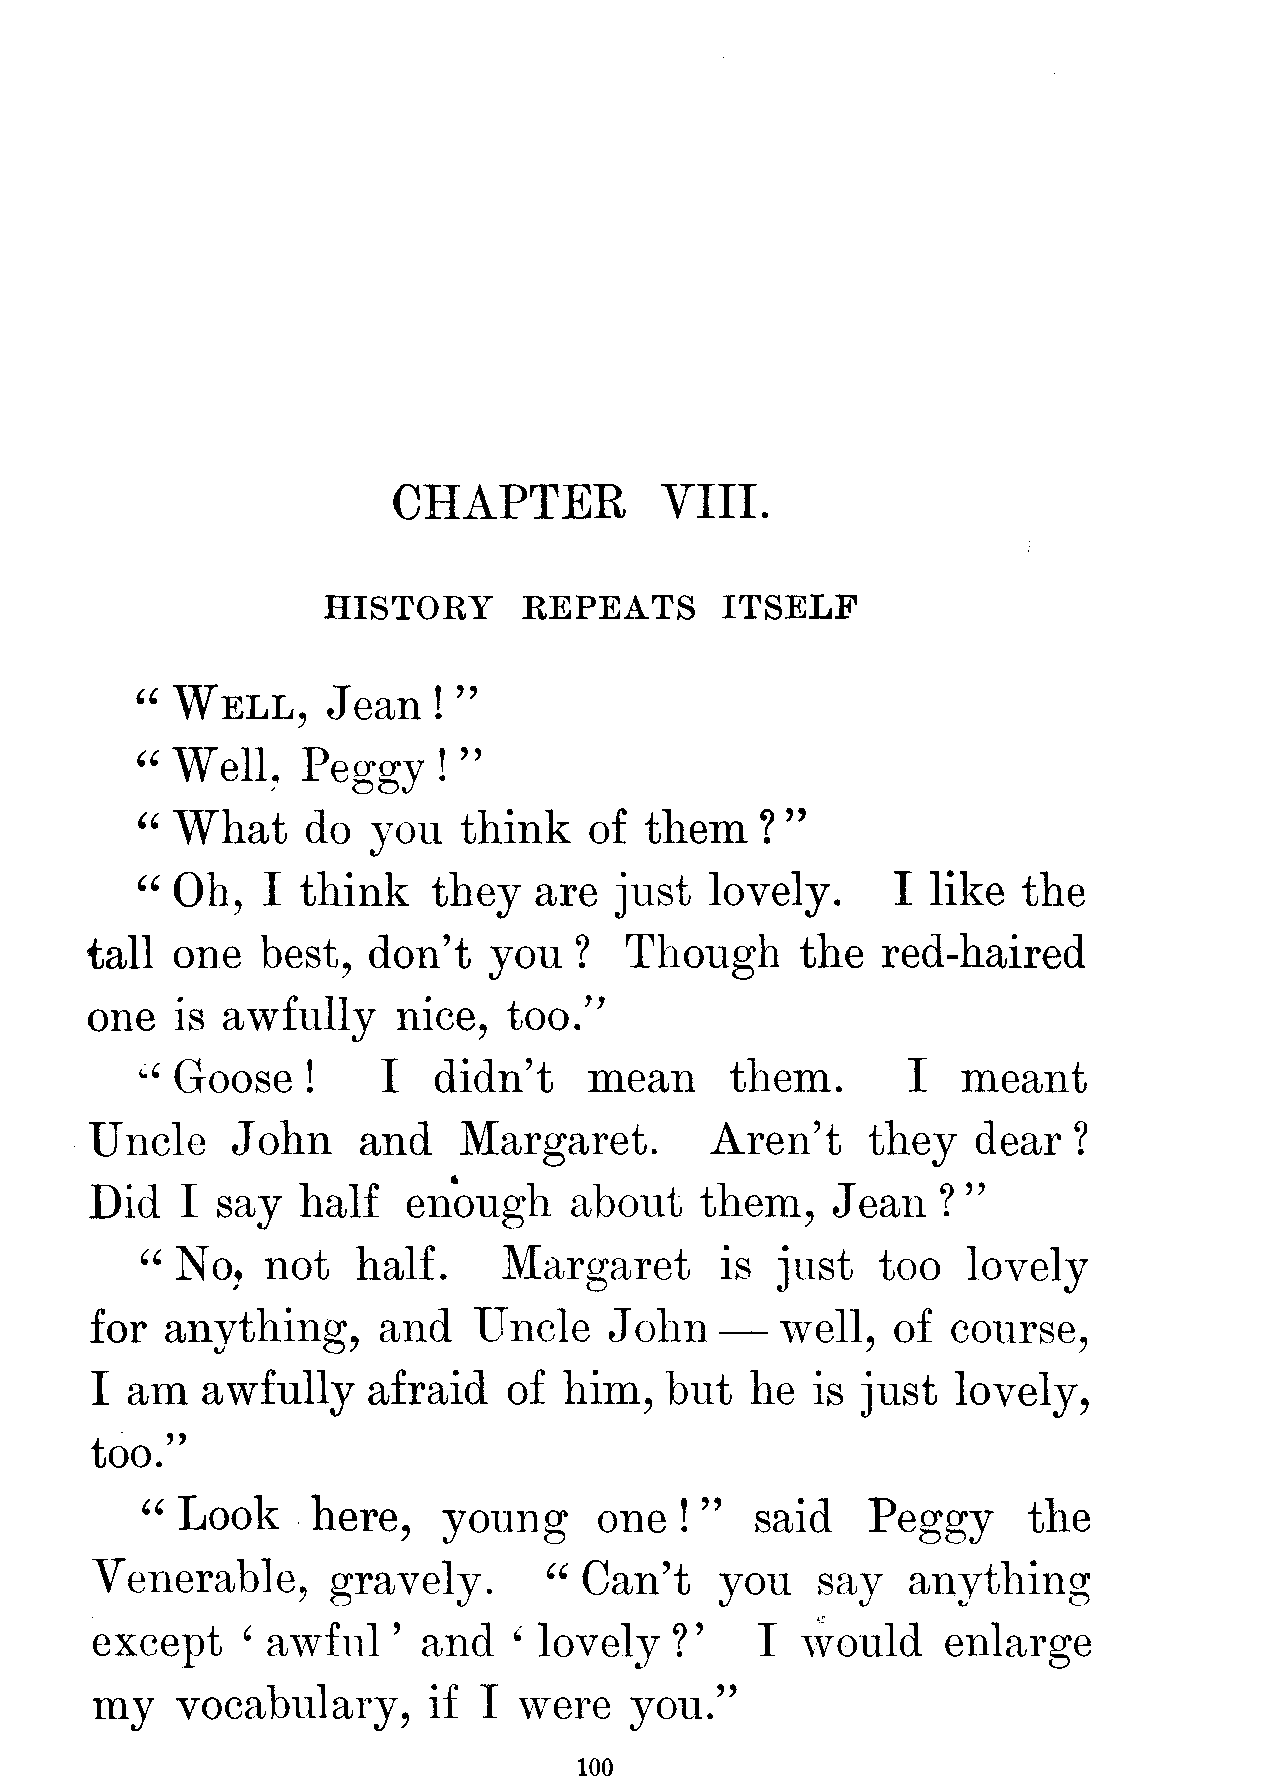 CHAPTER VIII.
HISTORY REPEATS ITSELF
“ WELL, Jean ! ”
“ Well, Peggy ! ”
“ What do you think of them ? ”
“ Oh, I think they are just lovely. I like the
tall one best, don’t you ? Though the red-haired
one is awfully nice, too.”
“ Goose ! I didn’t mean them. I meant
Uncle John and Margaret. Aren’t they dear ?
Did I say half enough about them, Jean ? ”
“ No, not half. Margaret is just too lovely
for anything, and Uncle John — well, of course,
I am awfully afraid of him, but he is just lovely,
too.”
“ Look here, young one ! ” said Peggy the
Venerable, gravely. “ Can’t you say anything
except ‘ awful ’ and ‘ lovely ? ’ I would enlarge
my vocabulary, if I were you.”
100